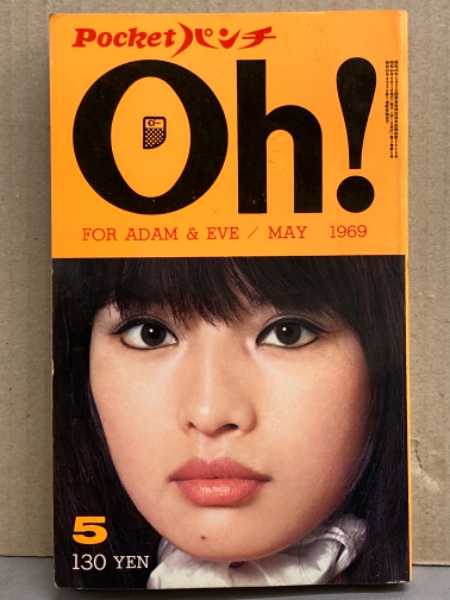 Pocketパンチ
Oh!
FOR ADAM & EVE / MAY 1969
5
130 YEN